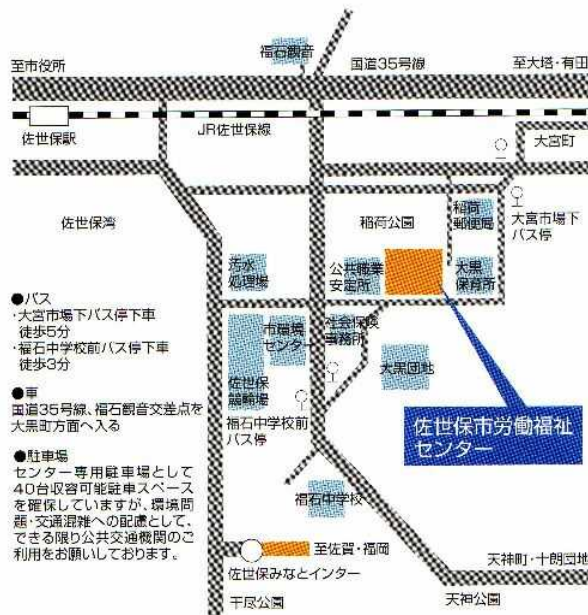 福石観音
至市役所
国道35号線
至大塔・有田
佐世保駅
JR佐世保線
大宮町
佐世保湾
稲荷公園
稲荷
郵便局
大宮市場下
バス停
汚水
処理場
公共職業
安定所
大黒
保育所
●バス
・大宮市場下バス停下車
徒歩5分
・福石中学校前バス停下車
徒歩3分
市環境
センター
社会保険
事務所
佐世保
競輪場
大黒団地
●車
国道35号線、福石観音交差点を
大黒町方面へ入る
福石中学校前
バス停
佐世保市労働福祉
センター
●駐車場
センター専用駐車場として
40台収容可能駐車スペース
を確保していますが、環境問
題・交通混雑への配慮として、
できる限り公共交通機関のご
利用をお願いしております。
福石中学校
至佐賀・福岡
佐世保みなとインター
干尽公園
天神公園
天神町・十朗団地